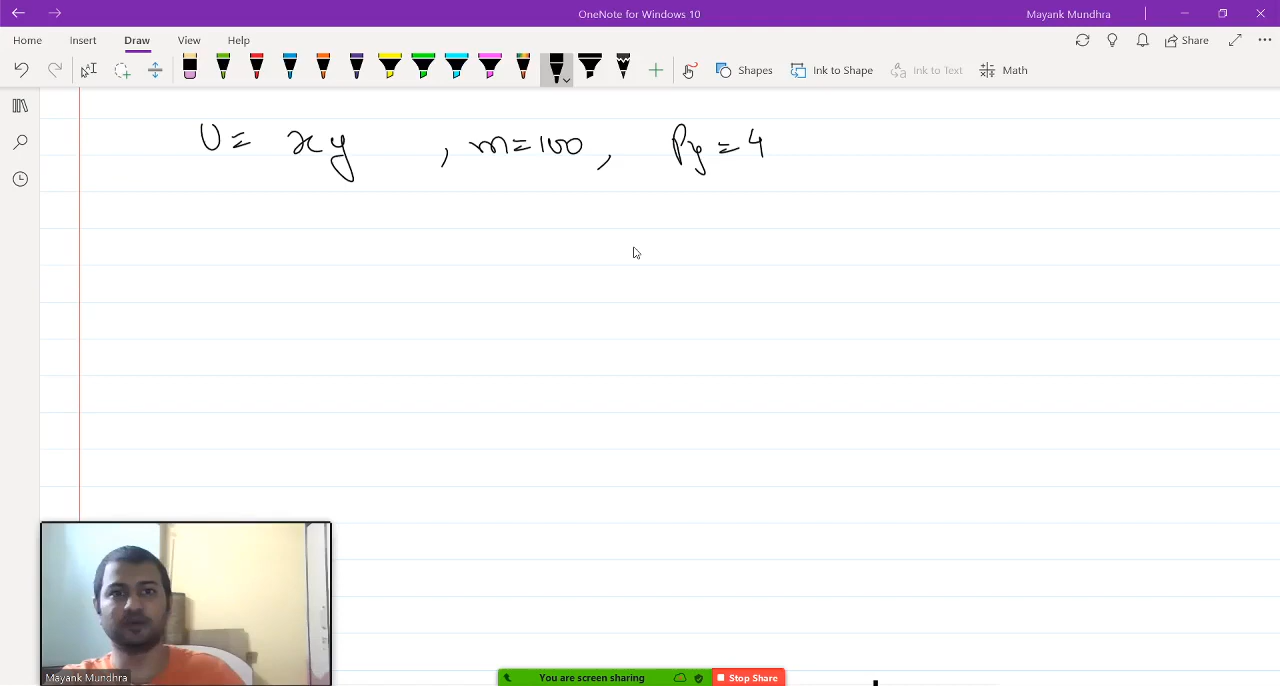 OneNote for Windows 10
Mayank Mundhra
Home Insert Draw View Help
Share
Shapes Ink to Shape Ink to Text Math
U = xy , m=100, Py = 4
Mayank Mundhra
You are screen sharing Stop Share